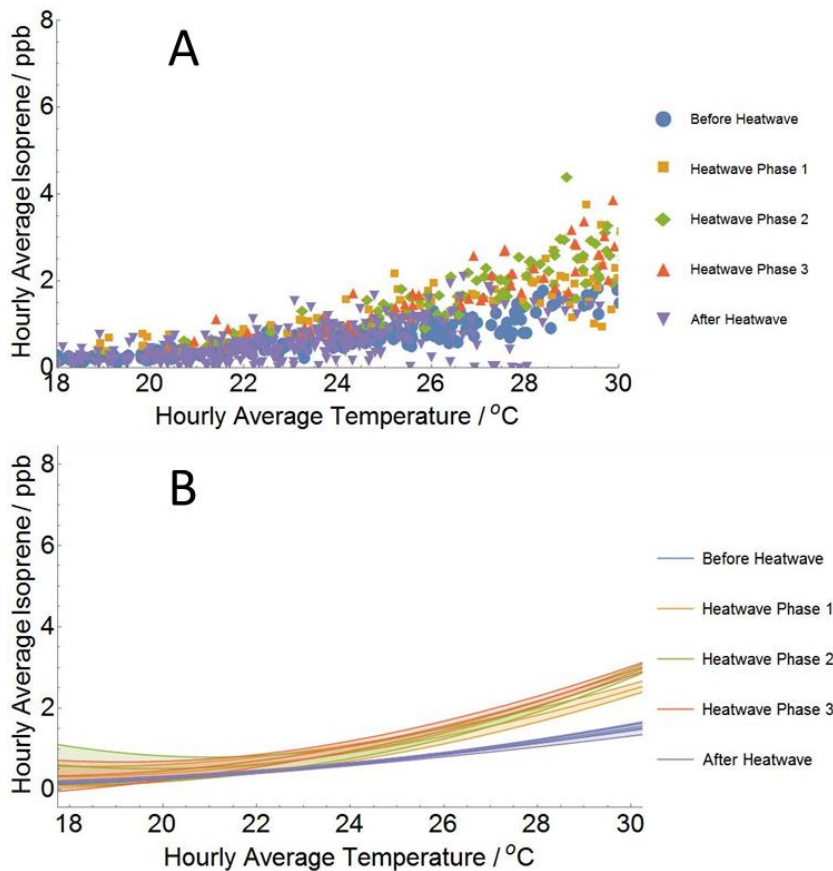 A
8
6
4
2
0
Hourly Average Isoprene / ppb
18 20 22 24 26 28 30
Hourly Average Temperature / °C
Before Heatwave
Heatwave Phase 1
Heatwave Phase 2
Heatwave Phase 3
After Heatwave
B
8
6
4
2
0
Hourly Average Isoprene / ppb
18 20 22 24 26 28 30
Hourly Average Temperature / °C
Before Heatwave
Heatwave Phase 1
Heatwave Phase 2
Heatwave Phase 3
After Heatwave